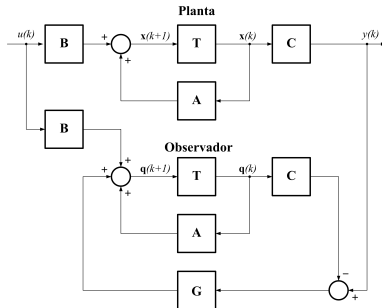 Planta
u(k) B + + x(k+1) T x(k) C y(k)
A
B
Observador
+ + + q(k+1) T q(k) C
A
−
G +